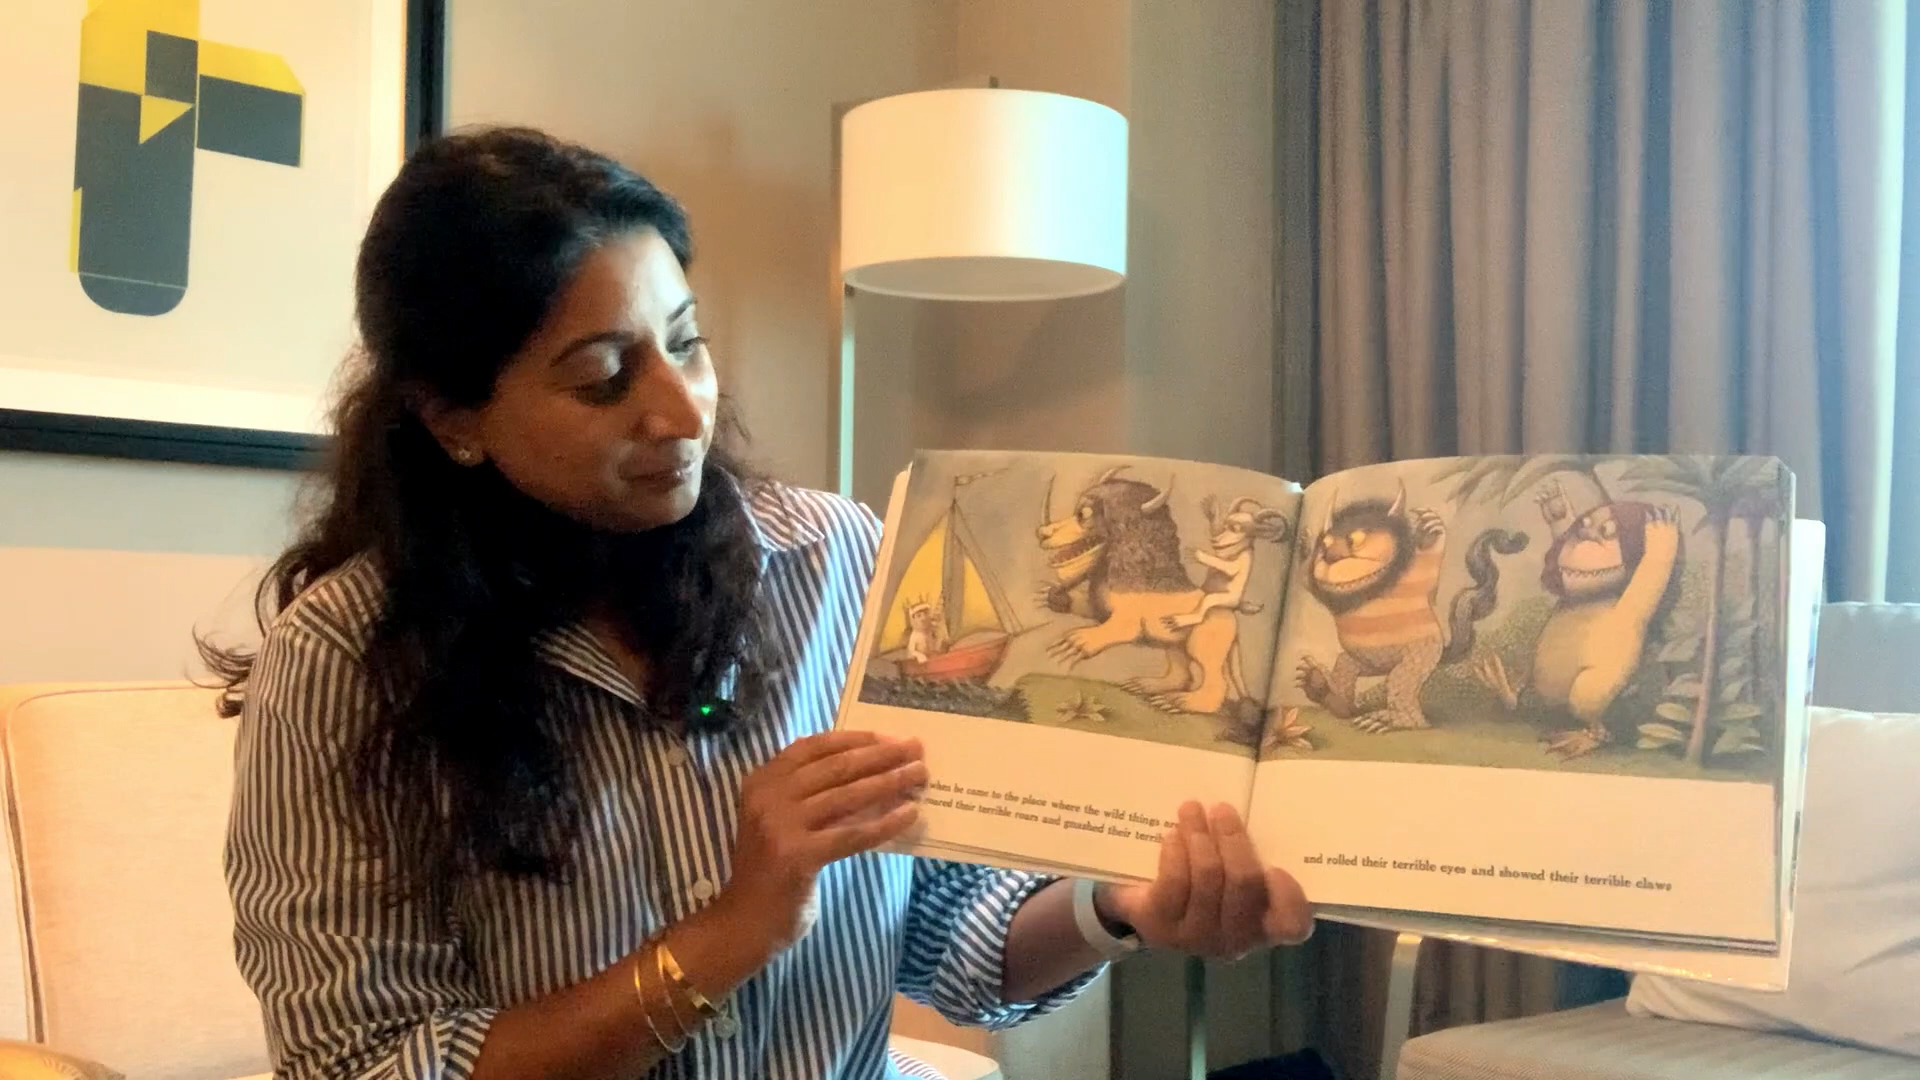 when he came to the place where the wild things are
roared their terrible roars and gnashed their terrible
and rolled their terrible eyes and showed their terrible claws